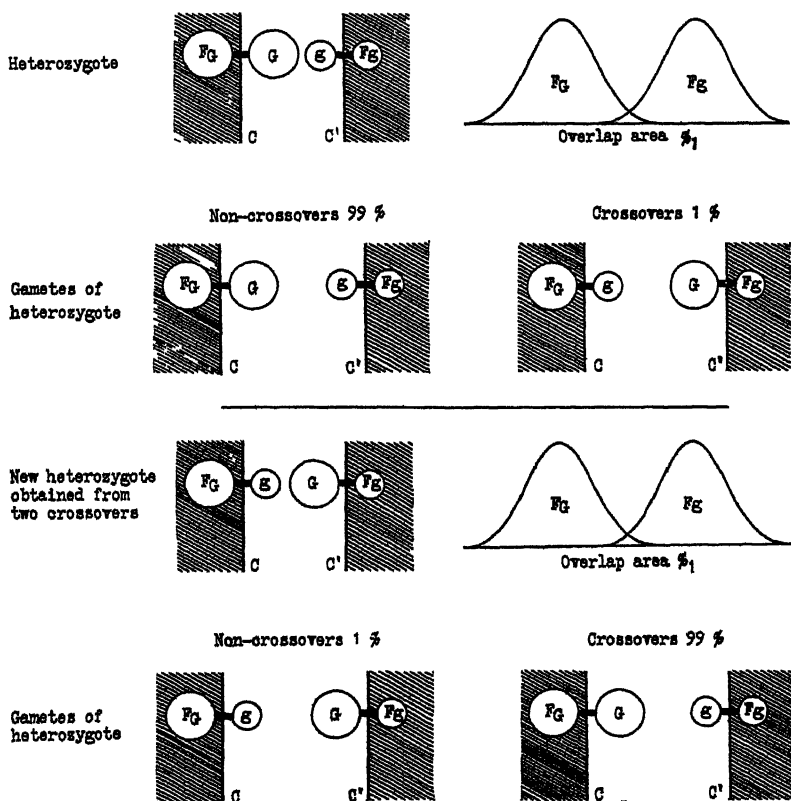 Heterozygote
FG G g Fg
C C'
FG Fg
Overlap area %1
Non-crossovers 99 %
Crossovers 1 %
Gametes of
heterozygote
FG G g Fg
C C'
FG g G Fg
C C'
New heterozygote
obtained from
two crossovers
FG g G Fg
C C'
FG Fg
Overlap area %1
Non-crossovers 1 %
Crossovers 99 %
Gametes of
heterozygote
FG g G Fg
C C'
FG G g Fg
C C'